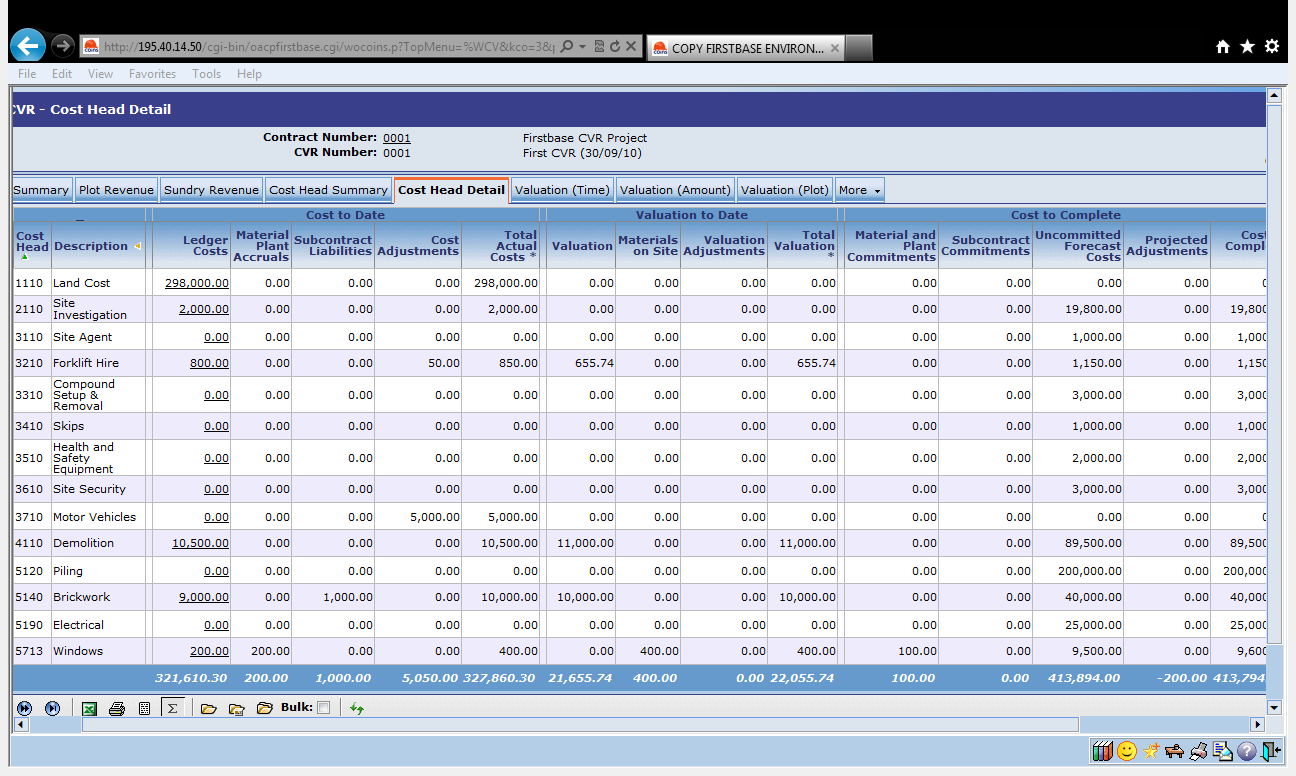 http://195.40.14.50/cgi-bin/oacpfirstbase.cgi/wocoins.p?TopMenu=%WCV&kco=3&
COPY FIRSTBASE ENVIRON...
File Edit View Favorites Tools Help
CVR - Cost Head Detail
Contract Number: 0001 Firstbase CVR Project
CVR Number: 0001 First CVR (30/09/10)
Summary Plot Revenue Sundry Revenue Cost Head Summary Cost Head Detail Valuation (Time) Valuation (Amount) Valuation (Plot) More
Cost to Date Valuation to Date Cost to Complete
Cost Head Description Ledger Costs Material Plant Accruals Subcontract Liabilities Cost Adjustments Total Actual Costs * Valuation Materials on Site Valuation Adjustments Total Valuation * Material and Plant Commitments Subcontract Commitments Uncommitted Forecast Costs Projected Adjustments Cost Compl
1110 Land Cost 298,000.00 0.00 0.00 0.00 298,000.00 0.00 0.00 0.00 0.00 0.00 0.00 0.00 0.00
2110 Site Investigation 2,000.00 0.00 0.00 0.00 2,000.00 0.00 0.00 0.00 0.00 0.00 0.00 19,800.00 0.00 19,800
3110 Site Agent 0.00 0.00 0.00 0.00 0.00 0.00 0.00 0.00 0.00 0.00 0.00 1,000.00 0.00 1,000
3210 Forklift Hire 800.00 0.00 0.00 50.00 850.00 655.74 0.00 0.00 655.74 0.00 0.00 1,150.00 0.00 1,150
3310 Compound Setup & Removal 0.00 0.00 0.00 0.00 0.00 0.00 0.00 0.00 0.00 0.00 0.00 3,000.00 0.00 3,000
3410 Skips 0.00 0.00 0.00 0.00 0.00 0.00 0.00 0.00 0.00 0.00 0.00 1,000.00 0.00 1,000
3510 Health and Safety Equipment 0.00 0.00 0.00 0.00 0.00 0.00 0.00 0.00 0.00 0.00 0.00 2,000.00 0.00 2,000
3610 Site Security 0.00 0.00 0.00 0.00 0.00 0.00 0.00 0.00 0.00 0.00 0.00 3,000.00 0.00 3,000
3710 Motor Vehicles 0.00 0.00 0.00 5,000.00 5,000.00 0.00 0.00 0.00 0.00 0.00 0.00 0.00 0.00
4110 Demolition 10,500.00 0.00 0.00 0.00 10,500.00 11,000.00 0.00 0.00 11,000.00 0.00 0.00 89,500.00 0.00 89,500
5120 Piling 0.00 0.00 0.00 0.00 0.00 0.00 0.00 0.00 0.00 0.00 0.00 200,000.00 0.00 200,000
5140 Brickwork 9,000.00 0.00 1,000.00 0.00 10,000.00 10,000.00 0.00 0.00 10,000.00 0.00 0.00 40,000.00 0.00 40,000
5190 Electrical 0.00 0.00 0.00 0.00 0.00 0.00 0.00 0.00 0.00 0.00 0.00 25,000.00 0.00 25,000
5713 Windows 200.00 200.00 0.00 0.00 400.00 0.00 400.00 0.00 400.00 100.00 0.00 9,500.00 0.00 9,600
321,610.30 200.00 1,000.00 5,050.00 327,860.30 21,655.74 400.00 0.00 22,055.74 100.00 0.00 413,894.00 -200.00 413,794
Bulk: